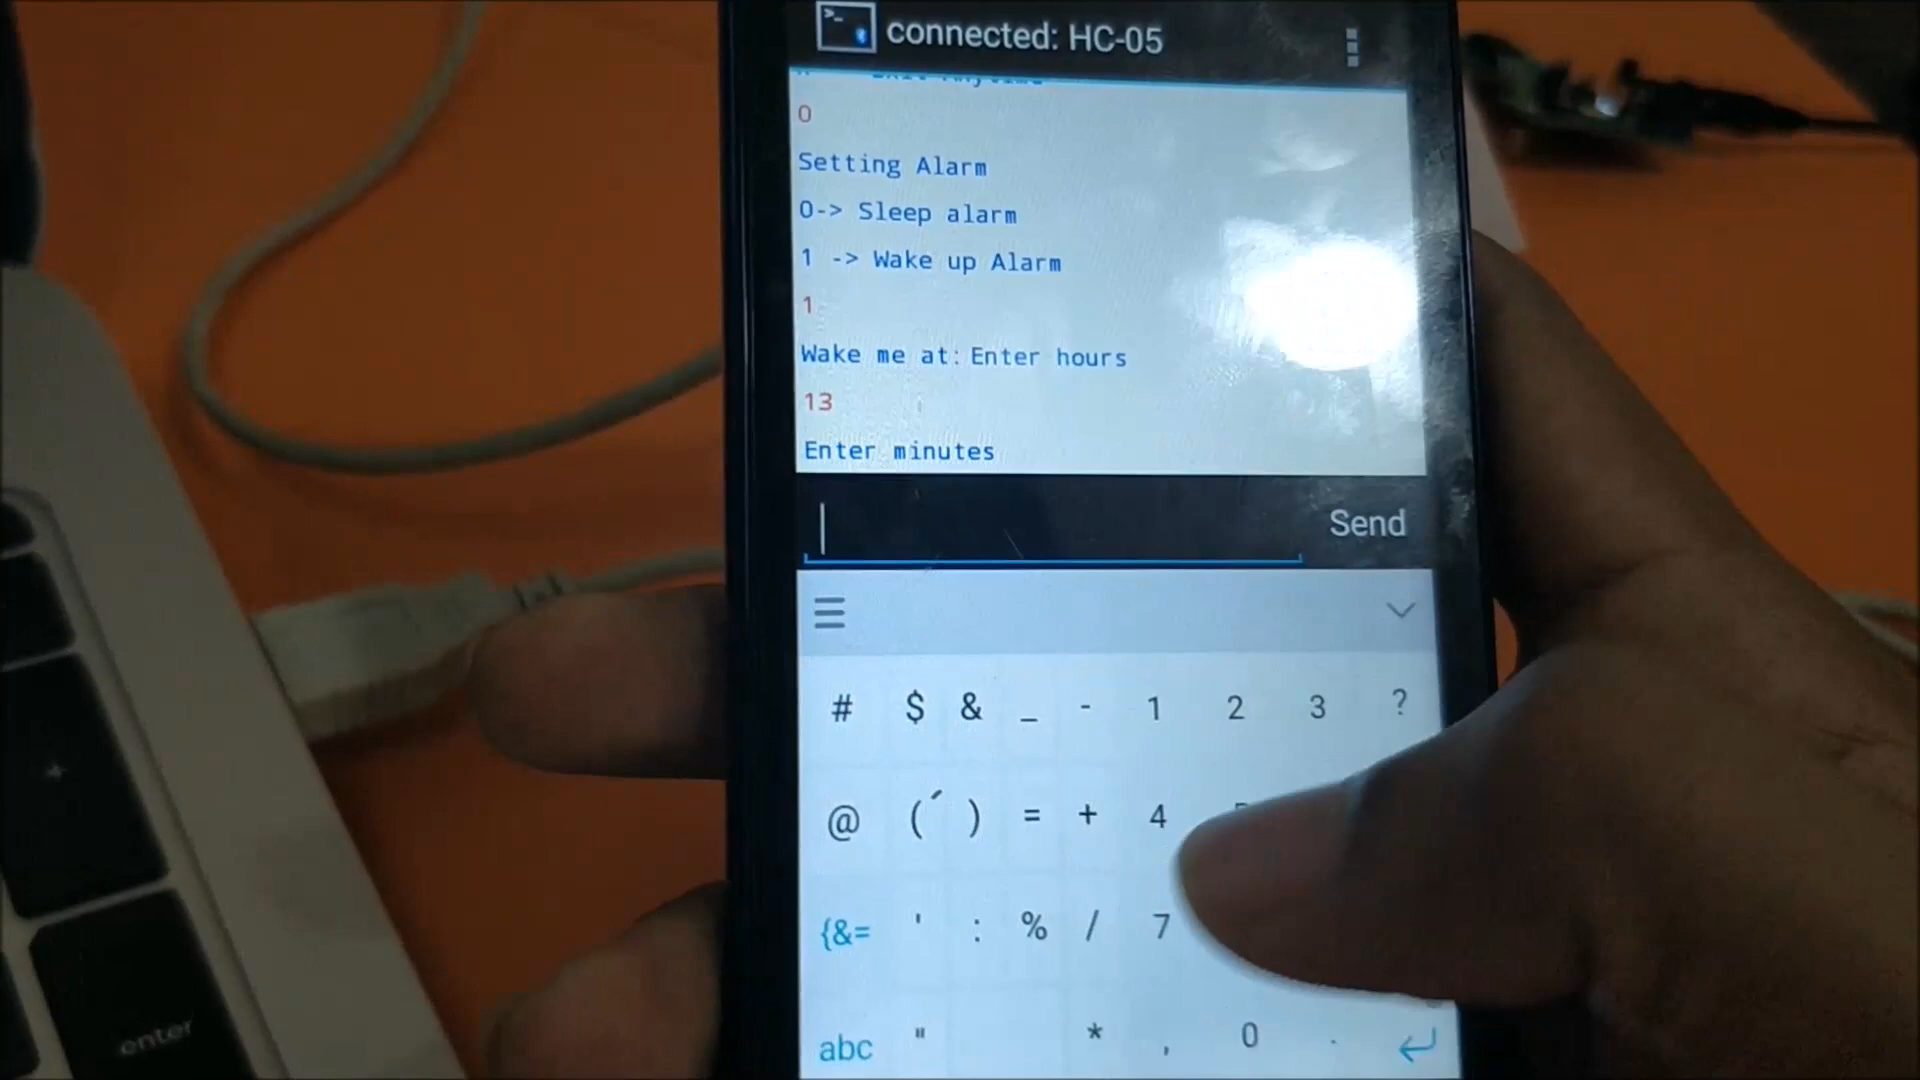 >_ connected: HC-05
0
Setting Alarm
0-> Sleep alarm
1 -> Wake up Alarm
1
Wake me at: Enter hours
13
Enter minutes
Send
# $ & _ - 1 2 3 ?
@ ( ´ ) = + 4
{&= ' : % / 7
abc " * , 0 .
+
enter